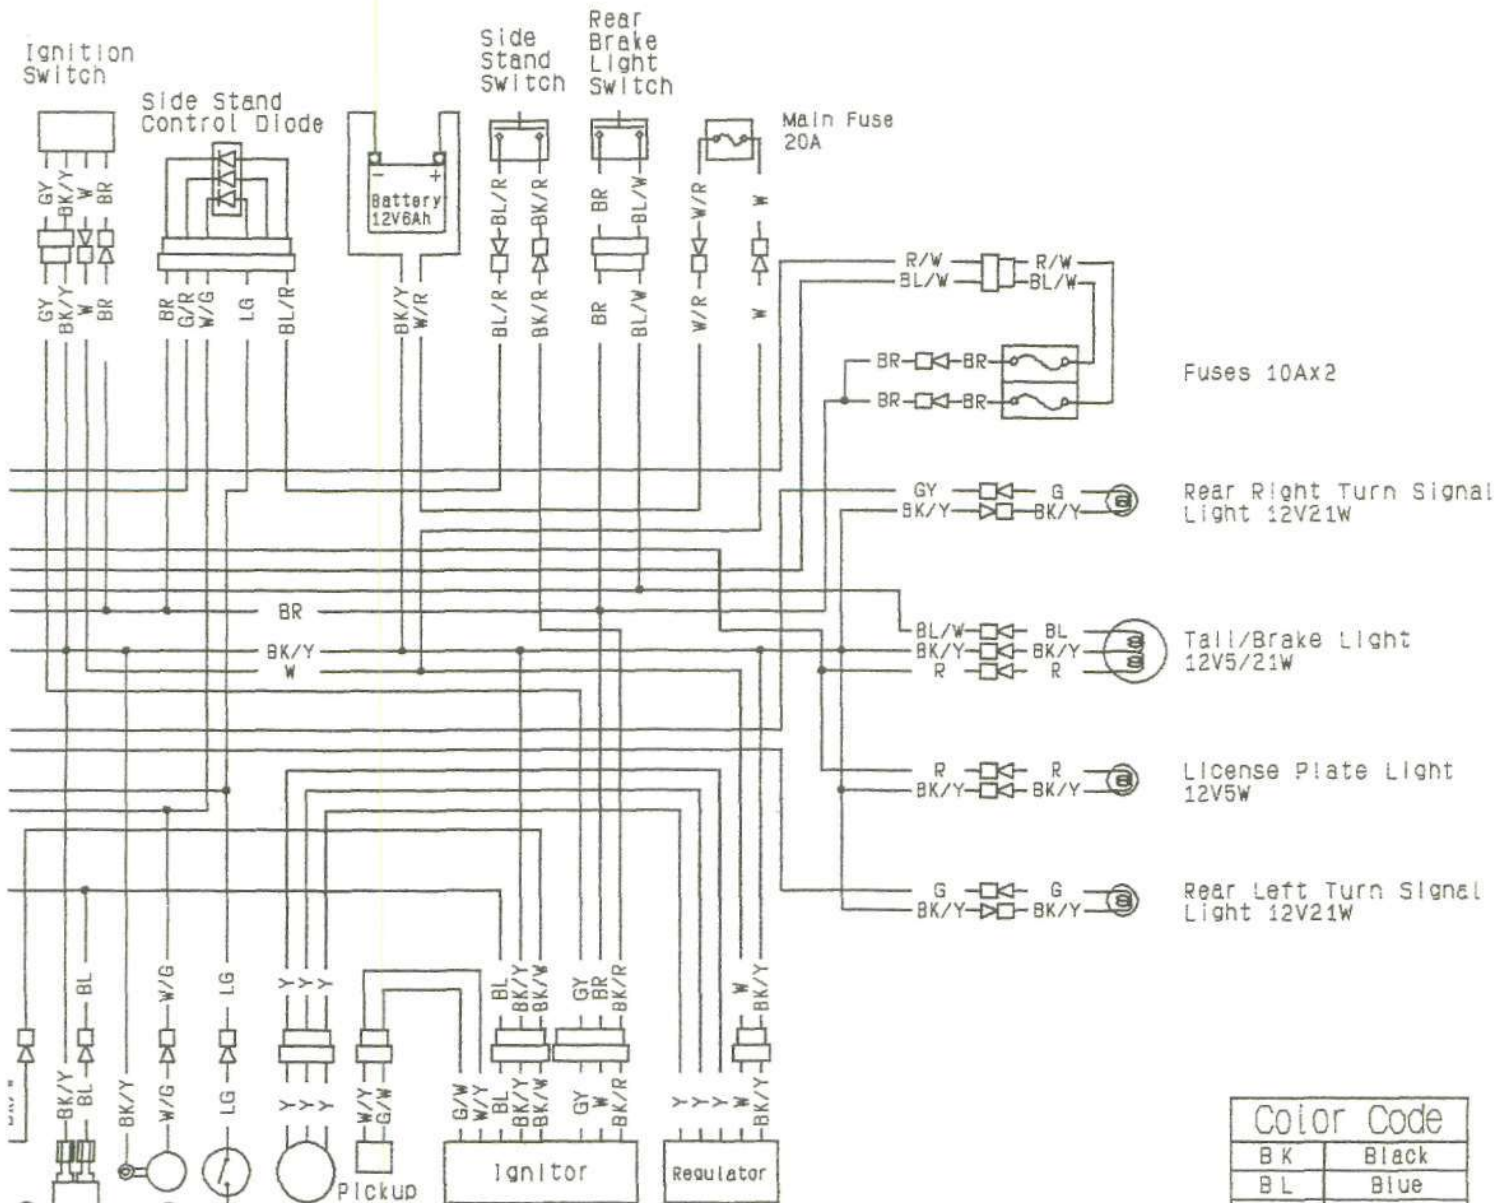 Ignition
Switch
Side Stand
Control Diode
Side
Stand
Switch
Rear
Brake
Light
Switch
Main Fuse
20A
- +
Battery
12V6Ah
GY BK/Y W BR
BL/R BK/R BR BL/W W/R W
GY BK/Y W BR
BR G/R W/G LG BL/R
BK/Y W/R
BL/R BK/R BR BL/W W/R W
R/W R/W
BL/W BL/W
BR BR
BR BR
Fuses 10Ax2
GY G
BK/Y BK/Y
Rear Right Turn Signal
Light 12V21W
BR
BK/Y
W
BL/W BL
BK/Y BK/Y
R R
Tail/Brake Light
12V5/21W
R R
BK/Y BK/Y
License Plate Light
12V5W
G G
BK/Y BK/Y
Rear Left Turn Signal
Light 12V21W
BL W/G LG Y Y Y BL BK/Y BK/W GY BR BK/R W BK/Y
BK/Y BL BK/Y W/G LG Y Y Y W/Y G/W G/W W/Y BL BK/Y BK/W GY W BK/R Y Y Y W BK/Y
Pickup
Ignitor
Regulator
Color Code
BK Black
BL Blue